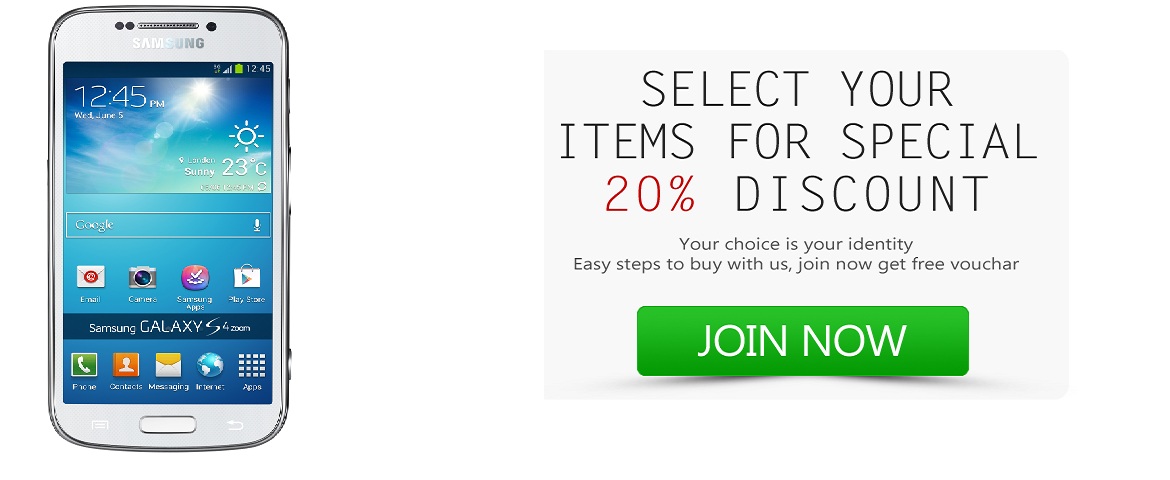 SAMSUNG
12:45
12:45 PM
Wed, June 5
London
Sunny 23°C
Google
Email Camera Samsung Apps Play Store
Samsung GALAXY S4 zoom
Phone Contacts Messaging Internet Apps
SELECT YOUR
ITEMS FOR SPECIAL
20% DISCOUNT
Your choice is your identity
Easy steps to buy with us, join now get free vouchar
JOIN NOW